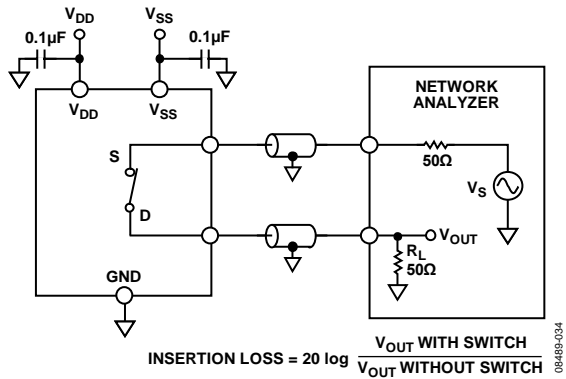 VDD
VSS
0.1µF
0.1µF
VDD
VSS
NETWORK
ANALYZER
S
50Ω
VS
D
VOUT
RL
50Ω
GND
INSERTION LOSS = 20 log
VOUT WITH SWITCH
VOUT WITHOUT SWITCH
08489-034